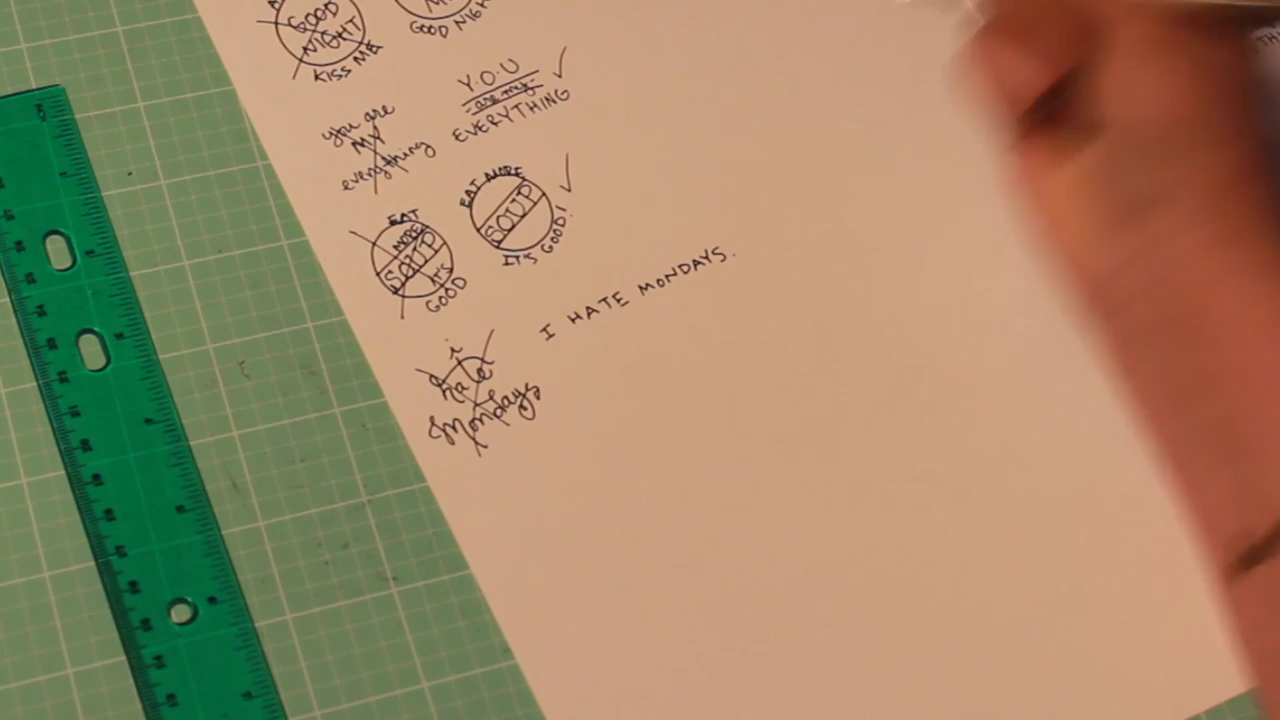 GOOD
NIGHT
KISS ME
GOOD NIGHT
you are
MY
everything
Y.O.U
-are my-
EVERYTHING
EAT
MORE
SOUP
IT'S
GOOD
EAT MORE
SOUP
IT'S GOOD!
i
hate
Mondays
I HATE MONDAYS.